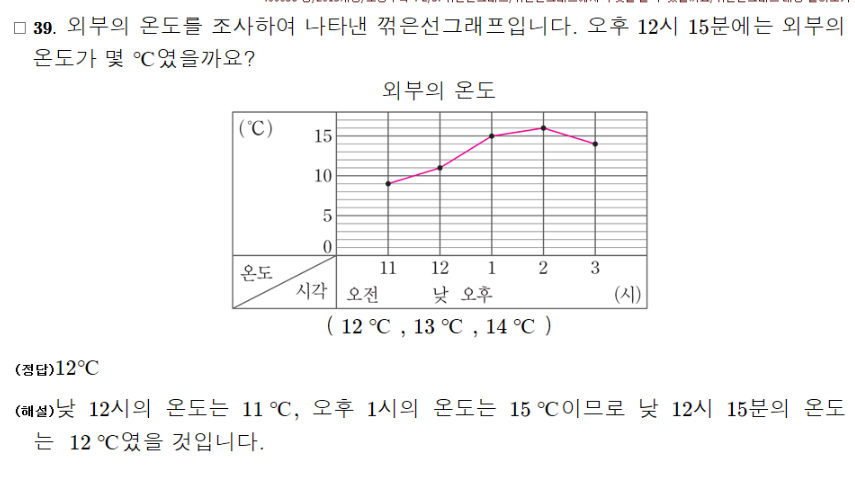 □ 39. 외부의 온도를 조사하여 나타낸 꺾은선그래프입니다. 오후 12시 15분에는 외부의
온도가 몇 ℃였을까요?
외부의 온도
(℃)
15
10
5
0
온도
시각
11 12 1 2 3
오전 낮 오후 (시)
( 12 ℃ , 13 ℃ , 14 ℃ )
(정답)12℃
(해설)낮 12시의 온도는 11 ℃, 오후 1시의 온도는 15 ℃이므로 낮 12시 15분의 온도
는 12 ℃였을 것입니다.